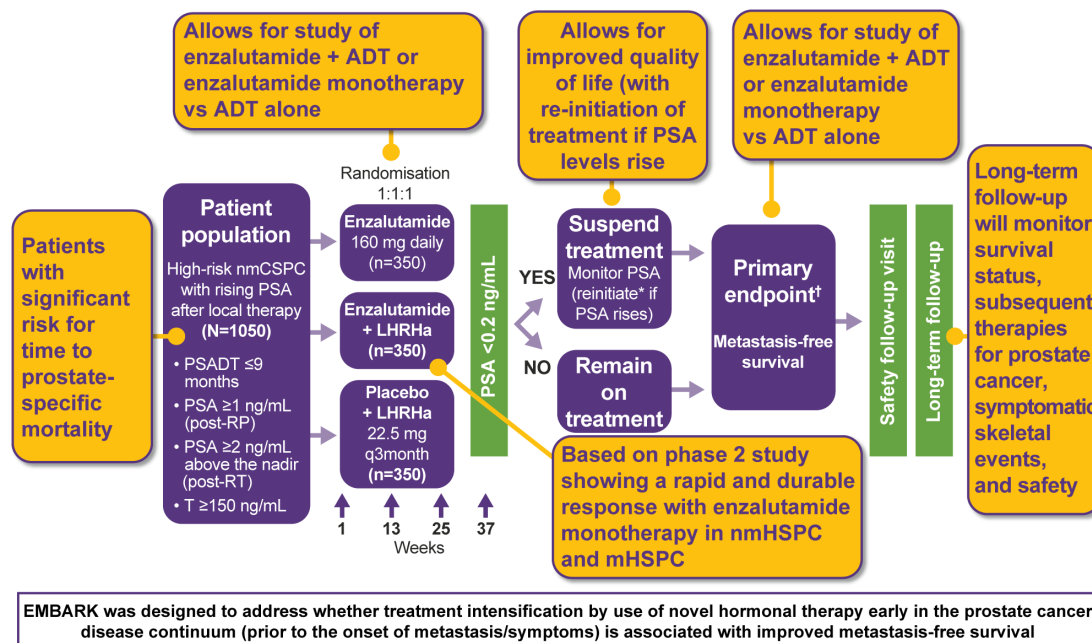 Allows for study of
enzalutamide + ADT or
enzalutamide monotherapy
vs ADT alone
Allows for
improved quality
of life (with
re-initiation of
treatment if PSA
levels rise
Allows for study of
enzalutamide + ADT
or enzalutamide
monotherapy
vs ADT alone
Long-term
follow-up
will monitor
survival
status,
subsequent
therapies
for prostate
cancer,
symptomatic
skeletal
events,
and safety
Patients
with
significant
risk for
time to
prostate-
specific
mortality
Patient
population
High-risk nmCSPC
with rising PSA
after local therapy
(N=1050)
• PSADT ≤9
months
• PSA ≥1 ng/mL
(post-RP)
• PSA ≥2 ng/mL
above the nadir
(post-RT)
• T ≥150 ng/mL
Randomisation
1:1:1
Enzalutamide
160 mg daily
(n=350)
Enzalutamide
+ LHRHa
(n=350)
Placebo
+ LHRHa
22.5 mg
q3month
(n=350)
1 13 25 37
Weeks
PSA <0.2 ng/mL
YES
NO
Suspend
treatment
Monitor PSA
(reinitiate* if
PSA rises)
Remain
on
treatment
Based on phase 2 study
showing a rapid and durable
response with enzalutamide
monotherapy in nmHSPC
and mHSPC
Primary
endpoint†
Metastasis-free
survival
Safety follow-up visit
Long-term follow-up
EMBARK was designed to address whether treatment intensification by use of novel hormonal therapy early in the prostate cancer
disease continuum (prior to the onset of metastasis/symptoms) is associated with improved metastasis-free survival